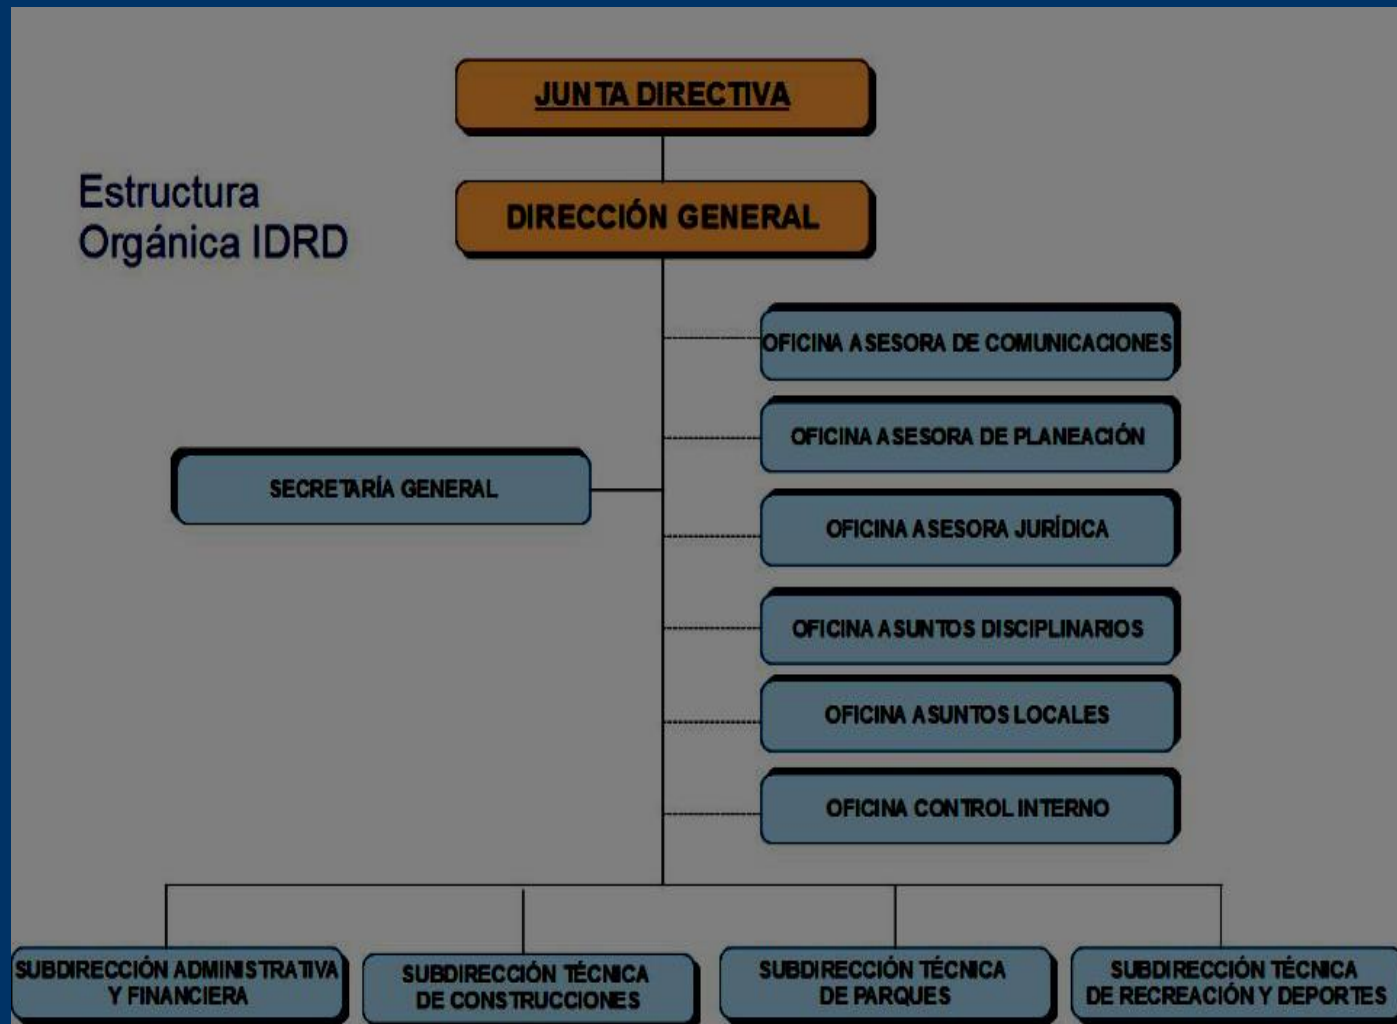 JUNTA DIRECTIVA
Estructura
Orgánica IDRD
DIRECCIÓN GENERAL
OFICINA ASESORA DE COMUNICACIONES
OFICINA ASESORA DE PLANEACIÓN
SECRETARÍA GENERAL
OFICINA ASESORA JURÍDICA
OFICINA ASUNTOS DISCIPLINARIOS
OFICINA ASUNTOS LOCALES
OFICINA CONTROL INTERNO
SUBDIRECCIÓN ADMINISTRATIVA
Y FINANCIERA
SUBDIRECCIÓN TÉCNICA
DE CONSTRUCCIONES
SUBDIRECCIÓN TÉCNICA
DE PARQUES
SUBDIRECCIÓN TÉCNICA
DE RECREACIÓN Y DEPORTES